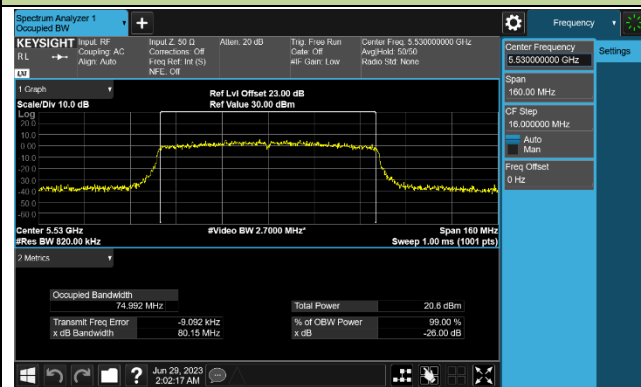 Spectrum Analyzer 1
Occupied BW
+
Frequency
KEYSIGHT
RL
LXI
Input: RF
Coupling: AC
Align: Auto
Input Z: 50 Ω
Corrections: Off
Freq Ref: Int (S)
NFE: Off
Atten: 20 dB
Trig: Free Run
Gate: Off
#IF Gain: Low
Center Freq: 5.530000000 GHz
Avg|Hold: 50/50
Radio Std: None
Center Frequency
5.530000000 GHz
Settings
Span
160.00 MHz
CF Step
16.000000 MHz
Auto
Man
Freq Offset
0 Hz
1 Graph
Scale/Div 10.0 dB
Ref Lvl Offset 23.00 dB
Ref Value 30.00 dBm
Log
20.0
10.0
0.00
-10.0
-20.0
-30.0
-40.0
-50.0
-60.0
Center 5.53 GHz
#Res BW 820.00 kHz
#Video BW 2.7000 MHz*
Span 160 MHz
Sweep 1.00 ms (1001 pts)
2 Metrics
Occupied Bandwidth
74.992 MHz
Total Power 20.6 dBm
Transmit Freq Error -9.092 kHz
% of OBW Power 99.00 %
x dB Bandwidth 80.15 MHz
x dB -26.00 dB
?
Jun 29, 2023
2:02:17 AM